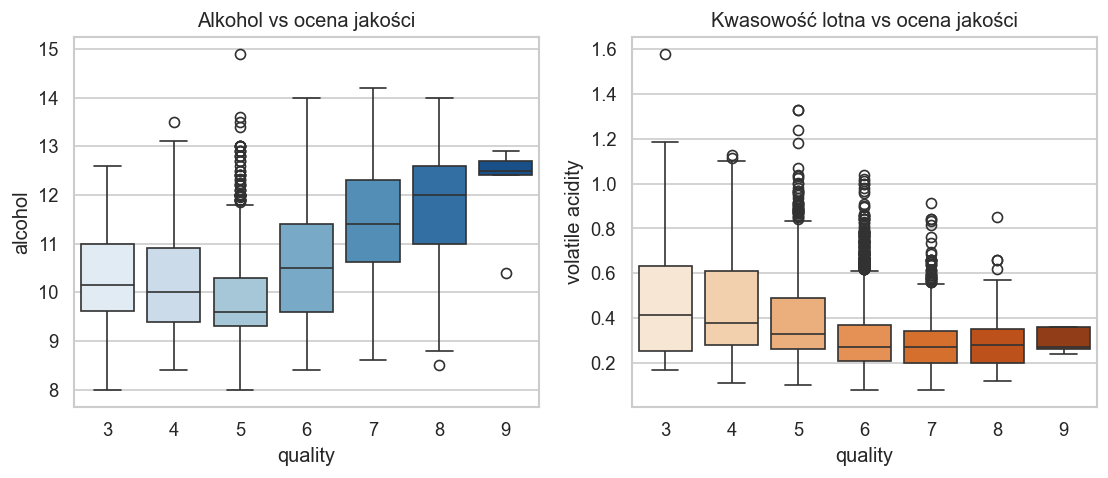 Alkohol vs ocena jakości
15
14
13
12
11
10
9
8
alcohol
3 4 5 6 7 8 9
quality
Kwasowość lotna vs ocena jakości
1.6
1.4
1.2
1.0
0.8
0.6
0.4
0.2
volatile acidity
3 4 5 6 7 8 9
quality